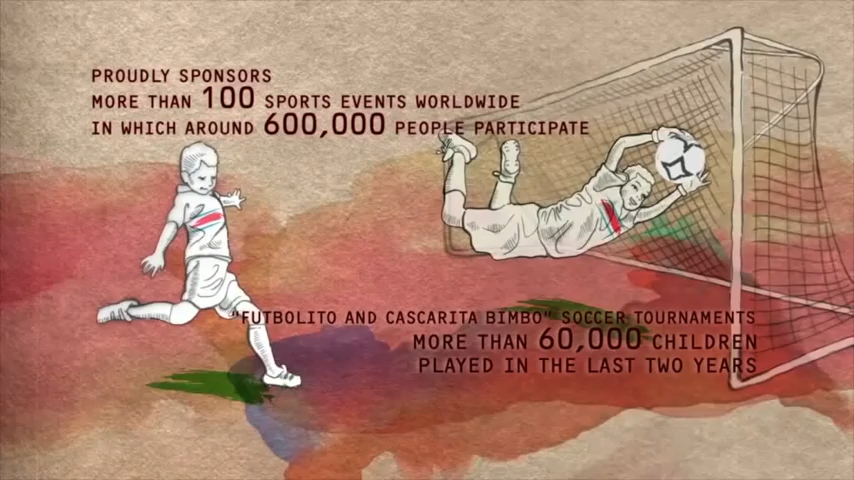 PROUDLY SPONSORS
MORE THAN 100 SPORTS EVENTS WORLDWIDE
IN WHICH AROUND 600,000 PEOPLE PARTICIPATE
"FUTBOLITO AND CASCARITA BIMBO" SOCCER TOURNAMENTS
MORE THAN 60,000 CHILDREN
PLAYED IN THE LAST TWO YEARS